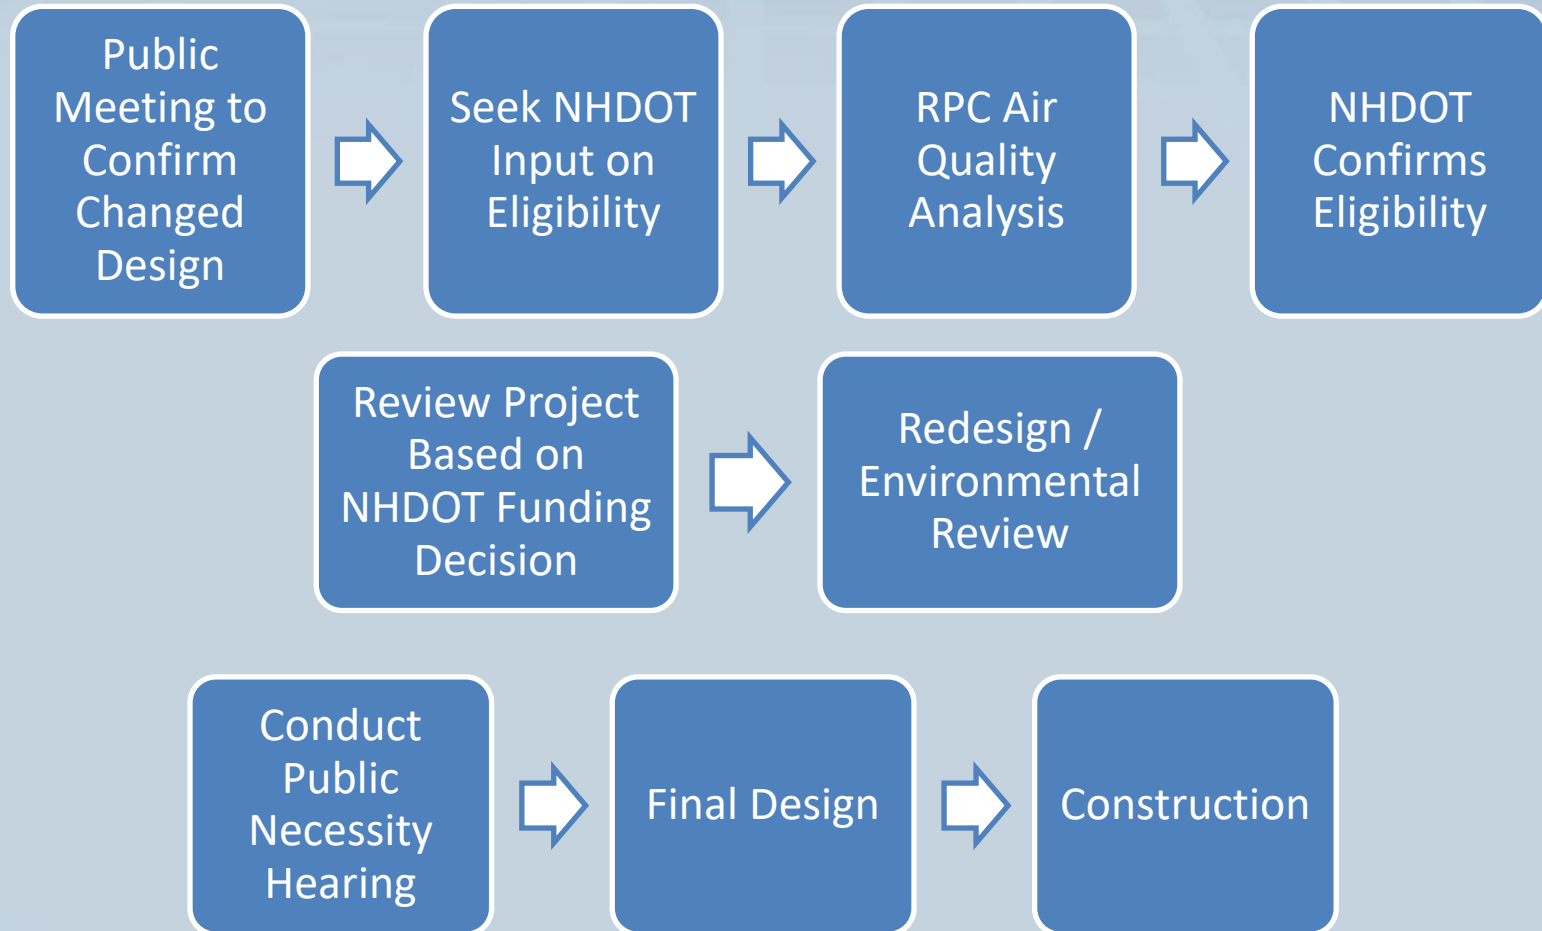 Public
Meeting to
Confirm
Changed
Design
Seek NHDOT
Input on
Eligibility
RPC Air
Quality
Analysis
NHDOT
Confirms
Eligibility
Review Project
Based on
NHDOT Funding
Decision
Redesign /
Environmental
Review
Conduct
Public
Necessity
Hearing
Final Design
Construction